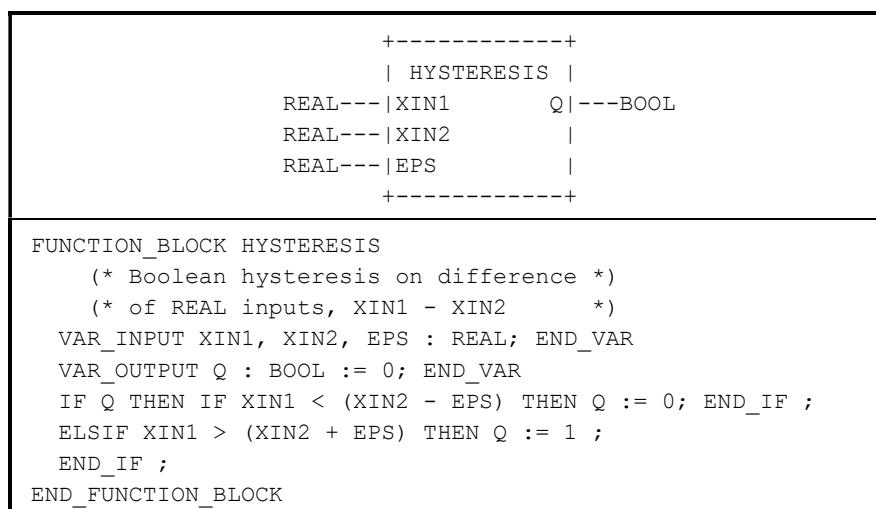 +------------+
| HYSTERESIS |
REAL---|XIN1       Q|---BOOL
REAL---|XIN2        |
REAL---|EPS         |
+------------+
FUNCTION_BLOCK HYSTERESIS
(* Boolean hysteresis on difference *)
(* of REAL inputs, XIN1 - XIN2      *)
VAR_INPUT XIN1, XIN2, EPS : REAL; END_VAR
VAR_OUTPUT Q : BOOL := 0; END_VAR
IF Q THEN IF XIN1 < (XIN2 - EPS) THEN Q := 0; END_IF ;
ELSIF XIN1 > (XIN2 + EPS) THEN Q := 1 ;
END_IF ;
END_FUNCTION_BLOCK